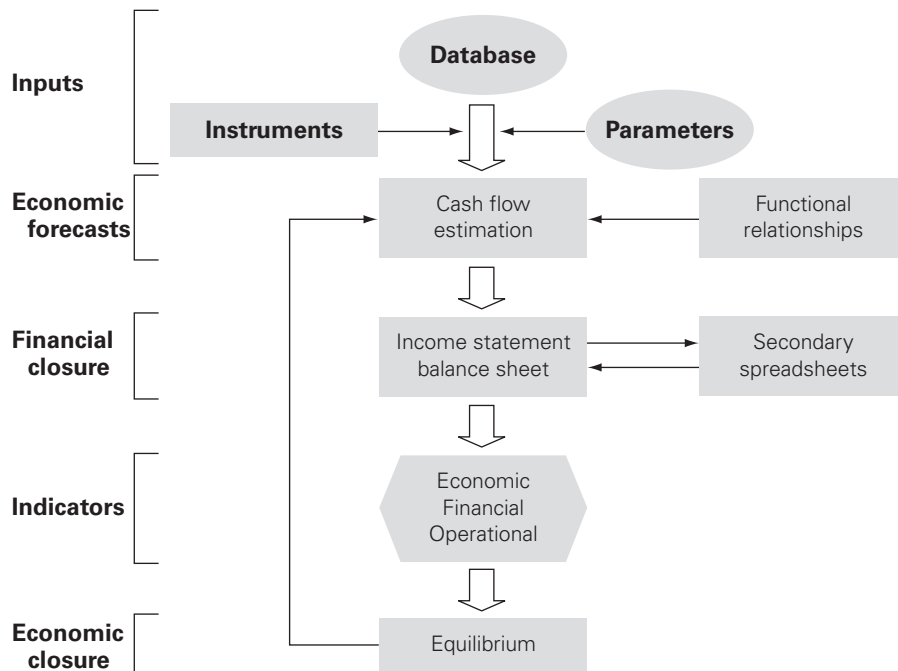 Inputs
Database
Instruments
Parameters
Economic
forecasts
Cash flow
estimation
Functional
relationships
Financial
closure
Income statement
balance sheet
Secondary
spreadsheets
Indicators
Economic
Financial
Operational
Economic
closure
Equilibrium